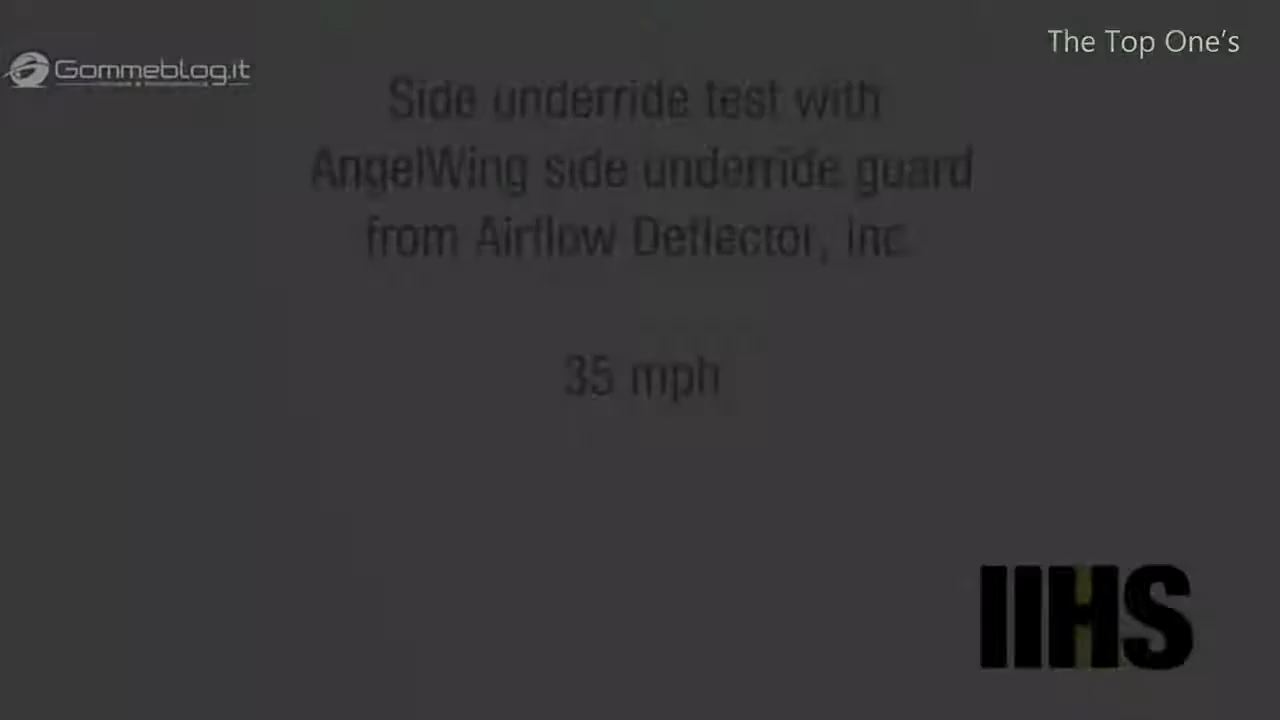 The Top One's
Gommeblog.it
Side underride test with
AngelWing side underride guard
from Airflow Deflector, Inc.
35 mph
IIHS